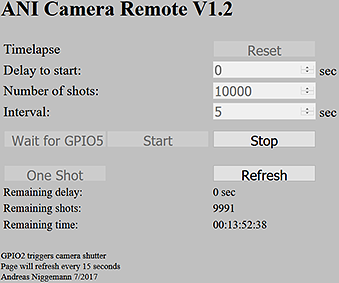 ANI Camera Remote V1.2
Timelapse Reset
Delay to start: 0 sec
Number of shots: 10000
Interval: 5 sec
Wait for GPIO5 Start Stop
One Shot Refresh
Remaining delay: 0 sec
Remaining shots: 9991
Remaining time: 00:13:52:38
GPIO2 triggers camera shutter
Page will refresh every 15 seconds
Andreas Niggemann 7/2017